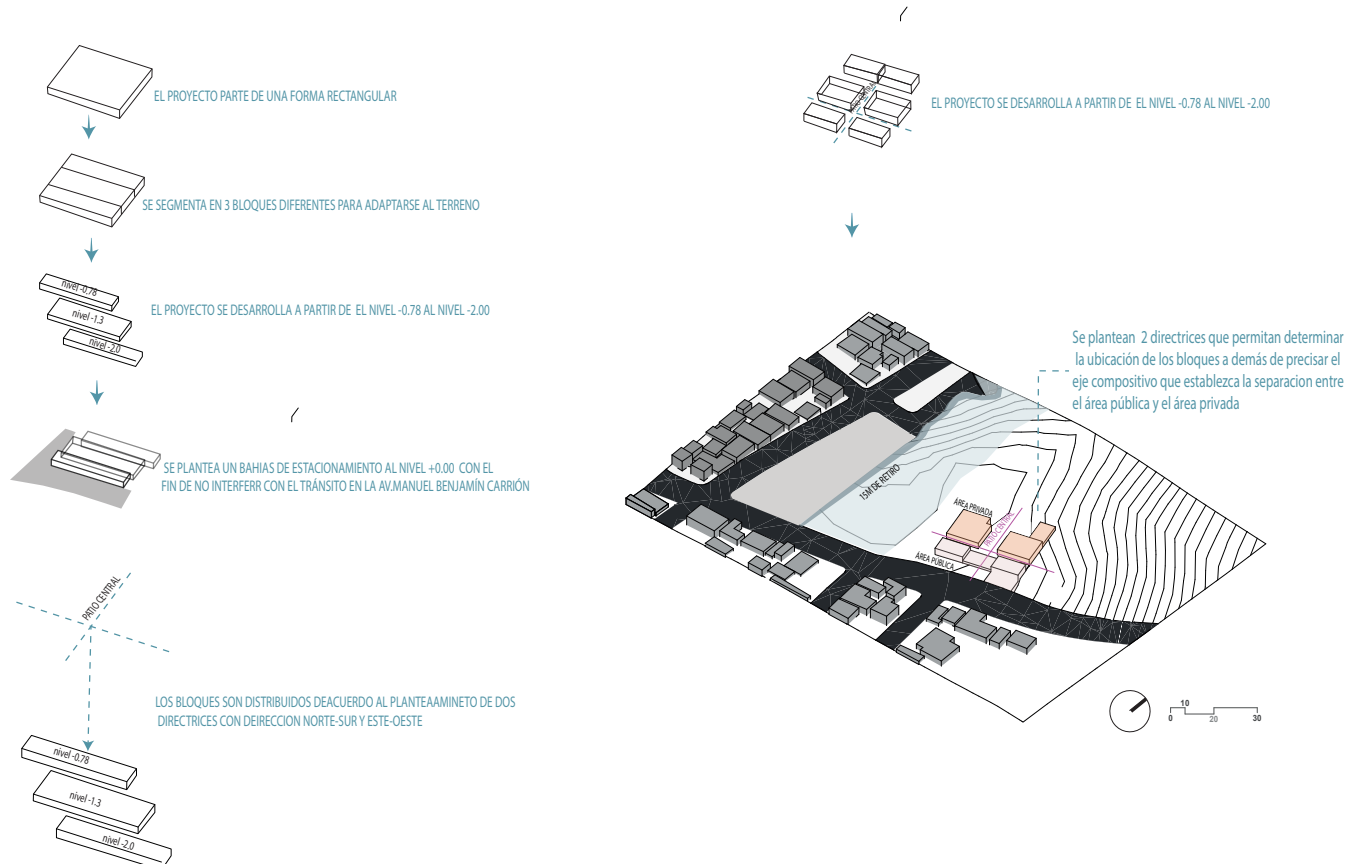 EL PROYECTO PARTE DE UNA FORMA RECTANGULAR
SE SEGMENTA EN 3 BLOQUES DIFERENTES PARA ADAPTARSE AL TERRENO
nivel -0.78
nivel -1.3
nivel -2.0
EL PROYECTO SE DESARROLLA A PARTIR DE EL NIVEL -0.78 AL NIVEL -2.00
SE PLANTEA UN BAHIAS DE ESTACIONAMIENTO AL NIVEL +0.00 CON EL
FIN DE NO INTERFERR CON EL TRÁNSITO EN LA AV.MANUEL BENJAMÍN CARRIÓN
PATIO CENTRAL
LOS BLOQUES SON DISTRIBUIDOS DEACUERDO AL PLANTEAAMINETO DE DOS
DIRECTRICES CON DEIRECCION NORTE-SUR Y ESTE-OESTE
nivel -0.78
nivel -1.3
nivel -2.0
EL PROYECTO SE DESARROLLA A PARTIR DE EL NIVEL -0.78 AL NIVEL -2.00
Se plantean 2 directrices que permitan determinar
la ubicación de los bloques a demás de precisar el
eje compositivo que establezca la separacion entre
el área pública y el área privada
15M DE RETIRO
ÁREA PRIVADA
PATIO CENTRAL
ÁREA PÚBLICA
10
0 20 30